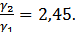 γ₂/γ₁ = 2,45.